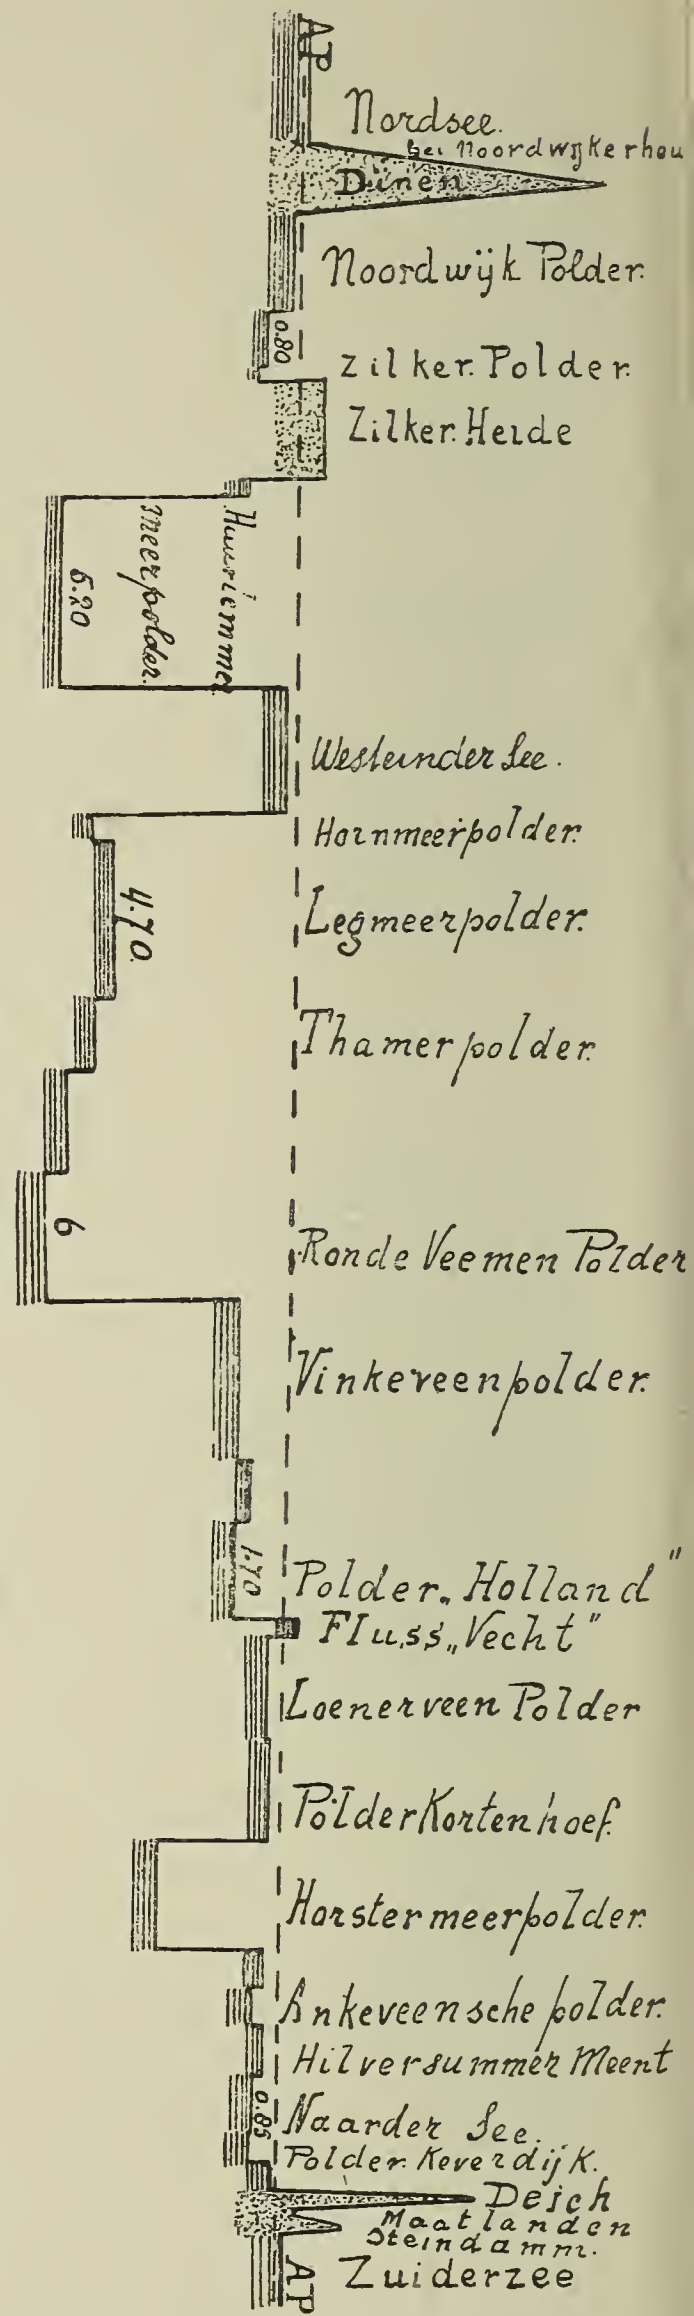 AP
Nordsee.
bei Noordwijkerhou
Dünen
Noordwijk Polder.
0.80
Zilker. Polder.
Zilker. Heide
Haarlemmer
meerpolder.
5.20
Westeinder See.
Hornmeerpolder.
Legmeerpolder.
4.70.
Thamerpolder.
6
Ronde Veemen Polder
Vinkeveenpolder.
1.70
Polder „Holland"
Fluss „Vecht"
Loenerveen Polder
Polder Kortenhoef.
Horstermeerpolder.
Ankeveensche polder.
Hilversummer Meent
0.85
Naarder See.
Polder. Keverdijk.
Deich
Maatlanden
Steindamm.
AP
Zuiderzee